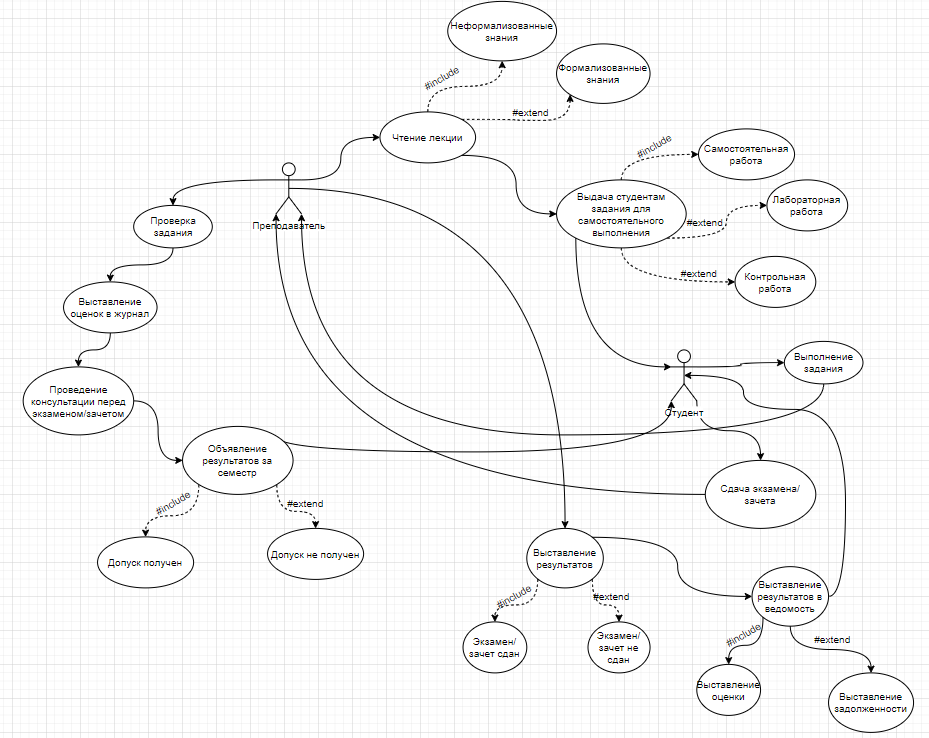 Неформализованные
знания
#include
Формализованные
знания
#extend
Чтение лекции
#include
Самостоятельная
работа
Выдача студентам
задания для
самостоятельного
выполнения
#extend
Лабораторная
работа
#extend
Контрольная
работа
Преподаватель
Проверка
задания
Выставление
оценок в журнал
Проведение
консультации перед
экзаменом/зачетом
Объявление
результатов за
семестр
#include
#extend
Допуск получен
Допуск не получен
Выполнение
задания
Студент
Сдача экзамена/
зачета
Выставление
результатов
#include
#extend
Экзамен/
зачет сдан
Экзамен/
зачет не
сдан
Выставление
результатов в
ведомость
#include
#extend
Выставление
оценки
Выставление
задолженности